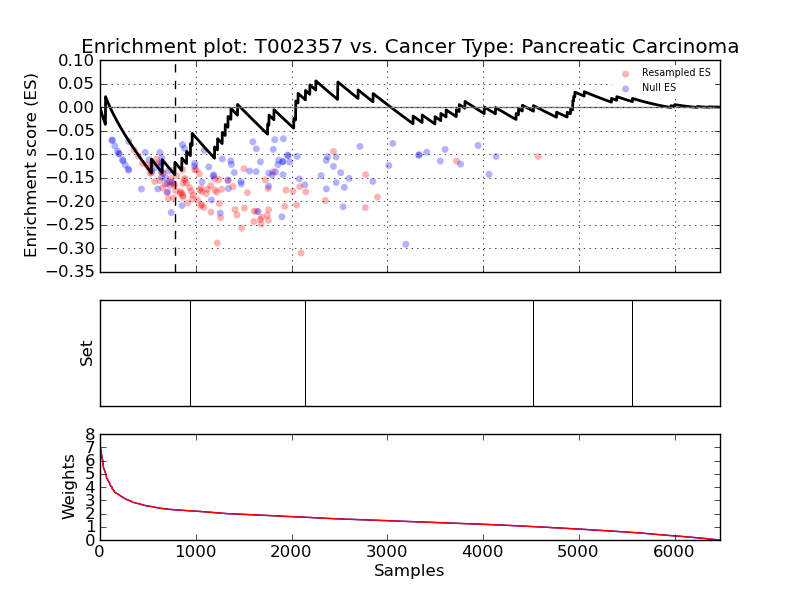 Enrichment plot: T002357 vs. Cancer Type: Pancreatic Carcinoma
Enrichment score (ES)
0.10
0.05
0.00
−0.05
−0.10
−0.15
−0.20
−0.25
−0.30
−0.35
Resampled ES
Null ES
Set
Weights
8
7
6
5
4
3
2
1
0
0 1000 2000 3000 4000 5000 6000
Samples